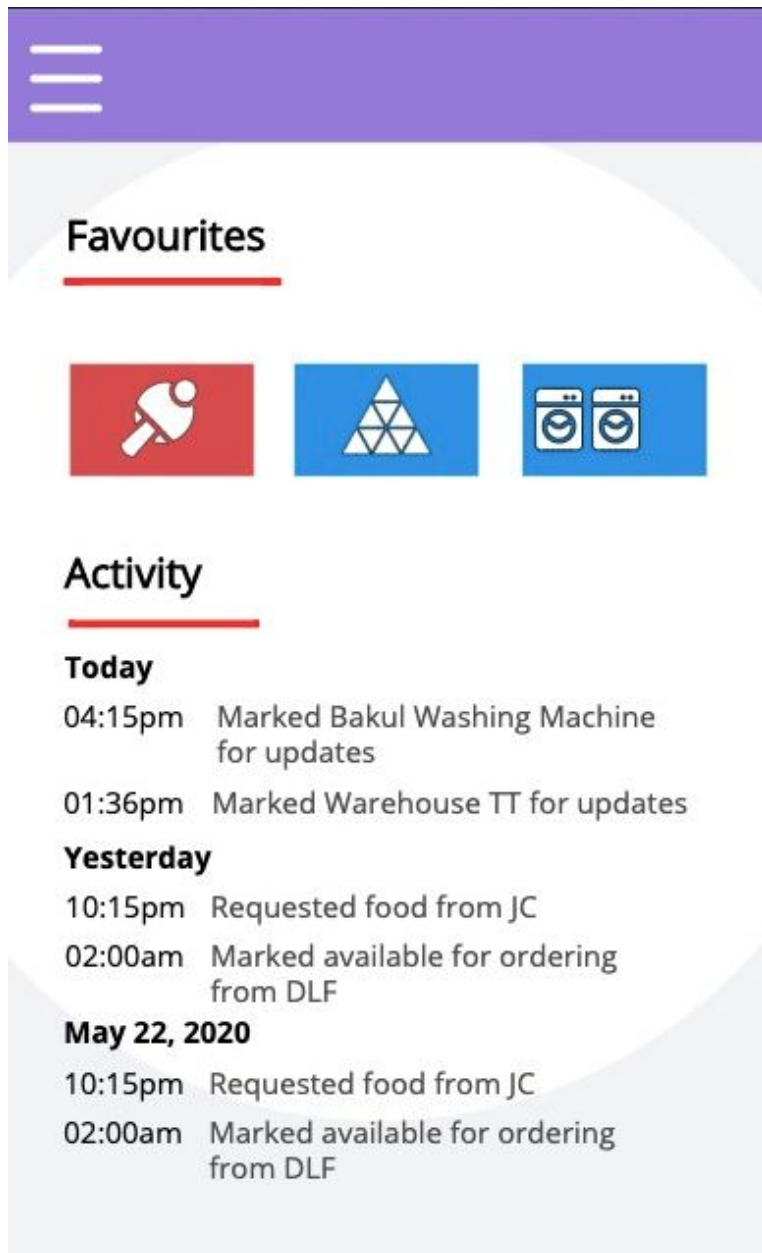 Favourites
Activity
Today
04:15pm Marked Bakul Washing Machine
for updates
01:36pm Marked Warehouse TT for updates
Yesterday
10:15pm Requested food from JC
02:00am Marked available for ordering
from DLF
May 22, 2020
10:15pm Requested food from JC
02:00am Marked available for ordering
from DLF